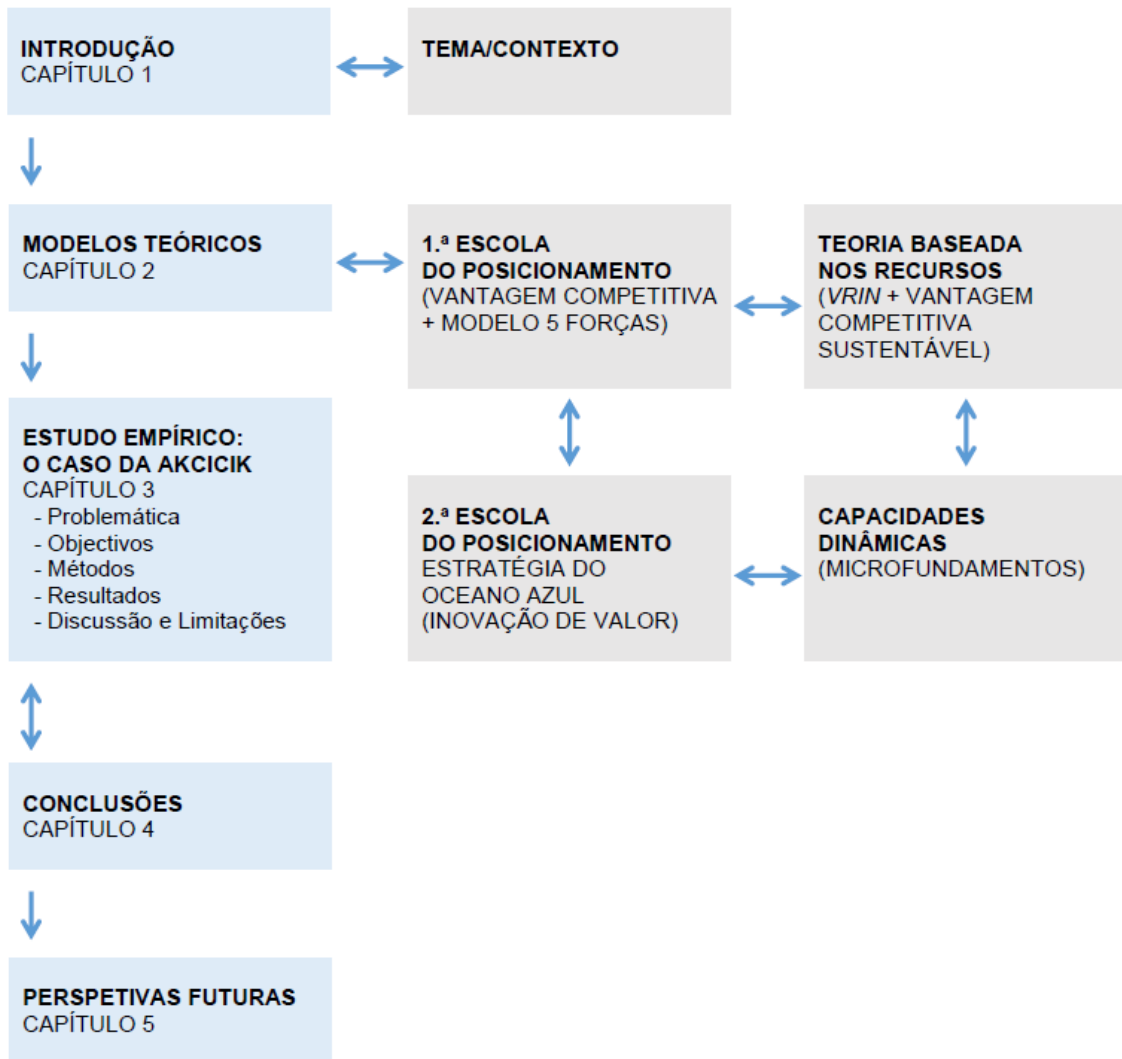 INTRODUÇÃO
CAPÍTULO 1
TEMA/CONTEXTO
MODELOS TEÓRICOS
CAPÍTULO 2
1.ª ESCOLA
DO POSICIONAMENTO
(VANTAGEM COMPETITIVA
+ MODELO 5 FORÇAS)
TEORIA BASEADA
NOS RECURSOS
(VRIN + VANTAGEM
COMPETITIVA
SUSTENTÁVEL)
ESTUDO EMPÍRICO:
O CASO DA AKCICIK
CAPÍTULO 3
- Problemática
- Objectivos
- Métodos
- Resultados
- Discussão e Limitações
2.ª ESCOLA
DO POSICIONAMENTO
ESTRATÉGIA DO
OCEANO AZUL
(INOVAÇÃO DE VALOR)
CAPACIDADES
DINÂMICAS
(MICROFUNDAMENTOS)
CONCLUSÕES
CAPÍTULO 4
PERSPETIVAS FUTURAS
CAPÍTULO 5